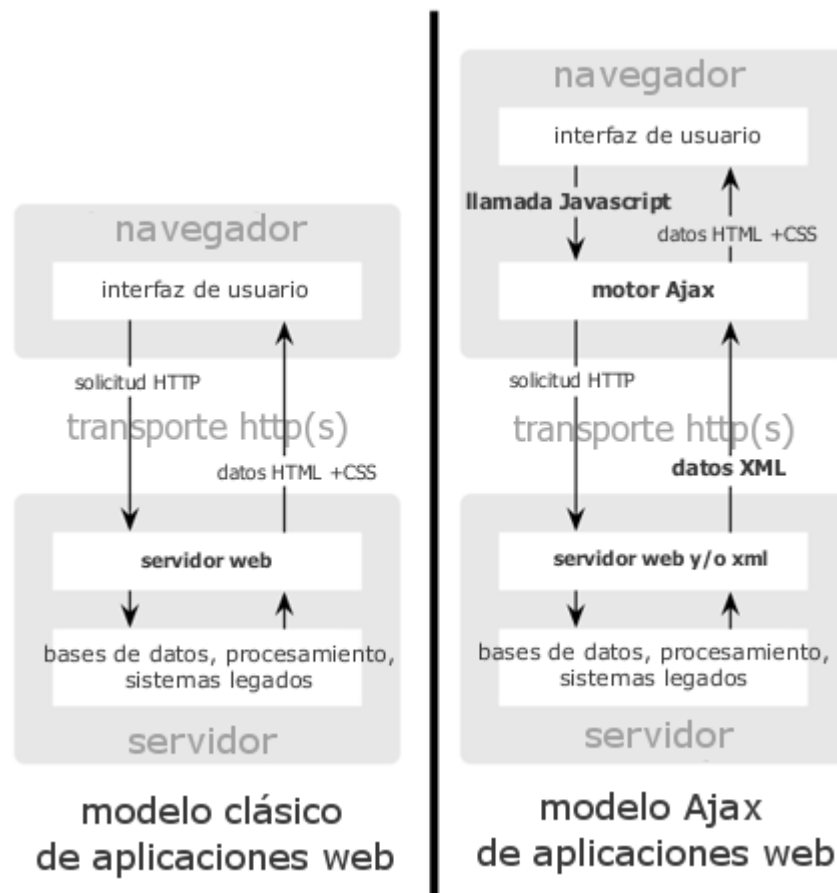 navegador
interfaz de usuario
solicitud HTTP
transporte http(s)
datos HTML +CSS
servidor web
bases de datos, procesamiento,
sistemas legados
servidor
modelo clásico
de aplicaciones web
navegador
interfaz de usuario
llamada Javascript
datos HTML +CSS
motor Ajax
solicitud HTTP
transporte http(s)
datos XML
servidor web y/o xml
bases de datos, procesamiento,
sistemas legados
servidor
modelo Ajax
de aplicaciones web